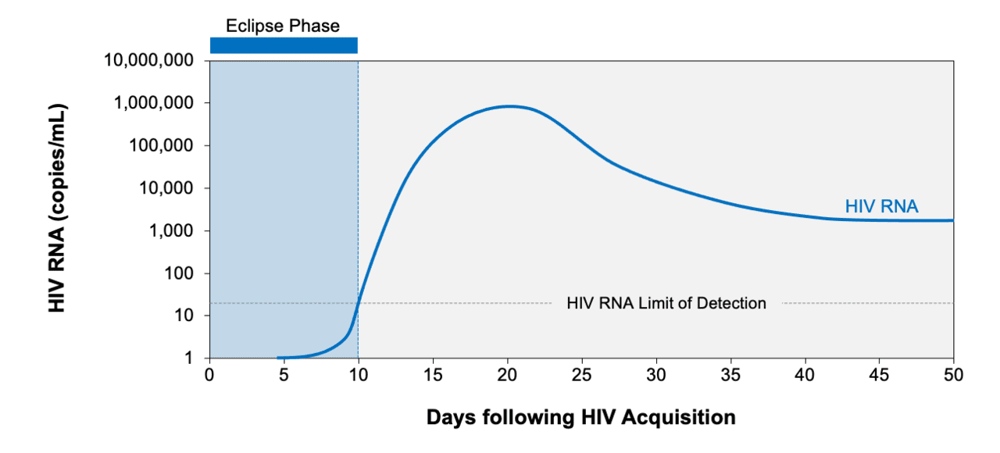 Eclipse Phase
10,000,000
1,000,000
100,000
10,000
1,000
100
10
1
HIV RNA (copies/mL)
HIV RNA
HIV RNA Limit of Detection
0 5 10 15 20 25 30 35 40 45 50
Days following HIV Acquisition